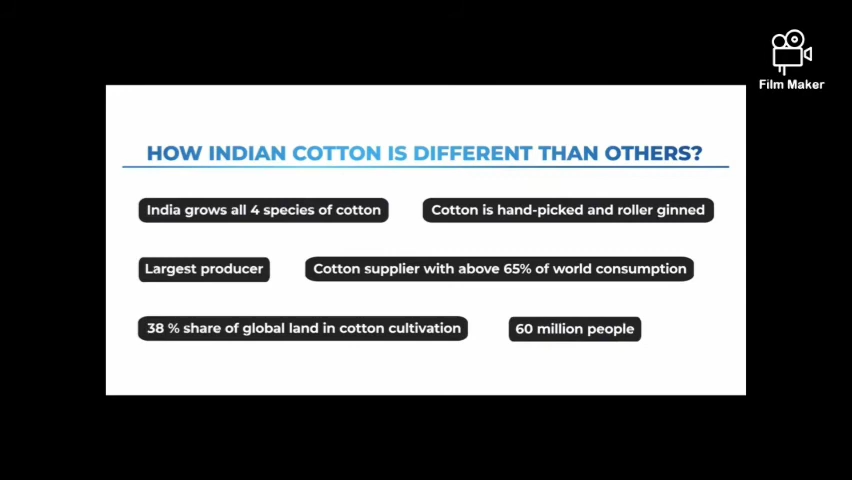 Film Maker
HOW INDIAN COTTON IS DIFFERENT THAN OTHERS?
India grows all 4 species of cotton
Cotton is hand-picked and roller ginned
Largest producer
Cotton supplier with above 65% of world consumption
38 % share of global land in cotton cultivation
60 million people